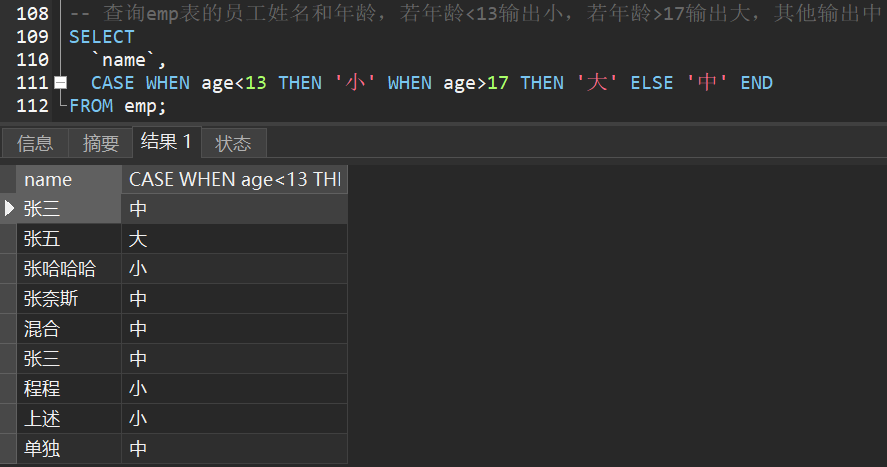 108 -- 查询emp表的员工姓名和年龄，若年龄<13输出小，若年龄>17输出大，其他输出中
109 SELECT
110 `name`,
111 CASE WHEN age<13 THEN '小' WHEN age>17 THEN '大' ELSE '中' END
112 FROM emp;
信息 摘要 结果 1 状态
name CASE WHEN age<13 THI
张三 中
张五 大
张哈哈哈 小
张奈斯 中
混合 中
张三 中
程程 小
上述 小
单独 中